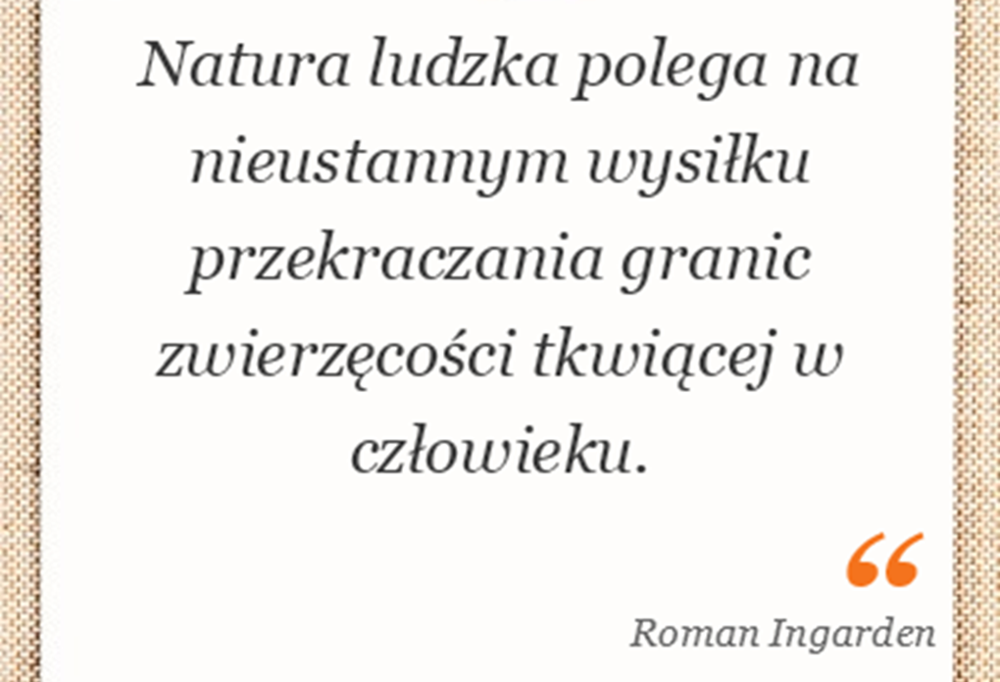 Natura ludzka polega na
nieustannym wysiłku
przekraczania granic
zwierzęcości tkwiącej w
człowieku.
“
Roman Ingarden